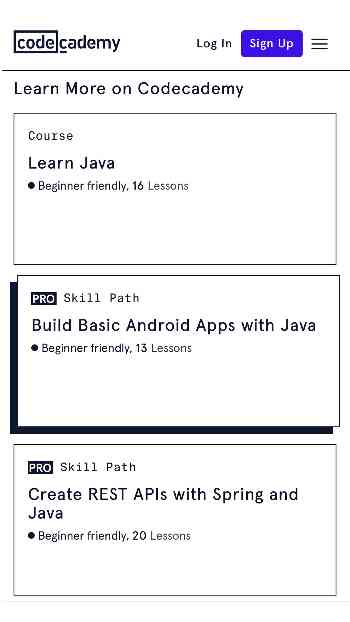 codecademy Log In Sign Up
Learn More on Codecademy
Course
Learn Java
Beginner friendly, 16 Lessons
PRO Skill Path
Build Basic Android Apps with Java
Beginner friendly, 13 Lessons
PRO Skill Path
Create REST APIs with Spring and
Java
Beginner friendly, 20 Lessons